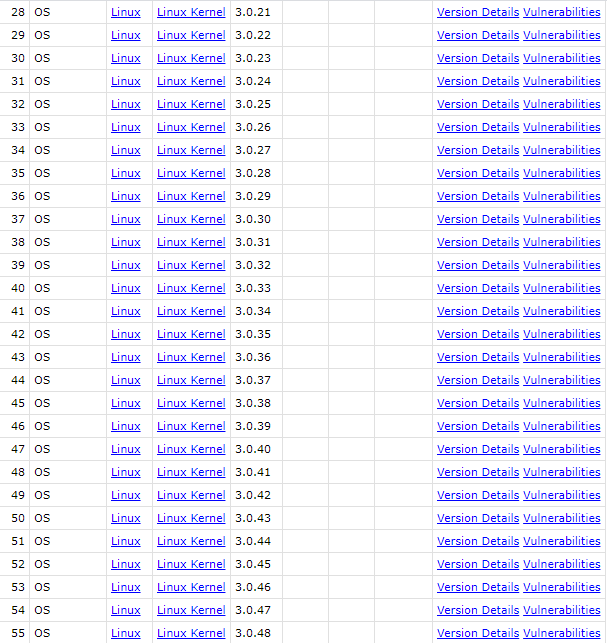 28 OS Linux Linux Kernel 3.0.21 Version Details Vulnerabilities
29 OS Linux Linux Kernel 3.0.22 Version Details Vulnerabilities
30 OS Linux Linux Kernel 3.0.23 Version Details Vulnerabilities
31 OS Linux Linux Kernel 3.0.24 Version Details Vulnerabilities
32 OS Linux Linux Kernel 3.0.25 Version Details Vulnerabilities
33 OS Linux Linux Kernel 3.0.26 Version Details Vulnerabilities
34 OS Linux Linux Kernel 3.0.27 Version Details Vulnerabilities
35 OS Linux Linux Kernel 3.0.28 Version Details Vulnerabilities
36 OS Linux Linux Kernel 3.0.29 Version Details Vulnerabilities
37 OS Linux Linux Kernel 3.0.30 Version Details Vulnerabilities
38 OS Linux Linux Kernel 3.0.31 Version Details Vulnerabilities
39 OS Linux Linux Kernel 3.0.32 Version Details Vulnerabilities
40 OS Linux Linux Kernel 3.0.33 Version Details Vulnerabilities
41 OS Linux Linux Kernel 3.0.34 Version Details Vulnerabilities
42 OS Linux Linux Kernel 3.0.35 Version Details Vulnerabilities
43 OS Linux Linux Kernel 3.0.36 Version Details Vulnerabilities
44 OS Linux Linux Kernel 3.0.37 Version Details Vulnerabilities
45 OS Linux Linux Kernel 3.0.38 Version Details Vulnerabilities
46 OS Linux Linux Kernel 3.0.39 Version Details Vulnerabilities
47 OS Linux Linux Kernel 3.0.40 Version Details Vulnerabilities
48 OS Linux Linux Kernel 3.0.41 Version Details Vulnerabilities
49 OS Linux Linux Kernel 3.0.42 Version Details Vulnerabilities
50 OS Linux Linux Kernel 3.0.43 Version Details Vulnerabilities
51 OS Linux Linux Kernel 3.0.44 Version Details Vulnerabilities
52 OS Linux Linux Kernel 3.0.45 Version Details Vulnerabilities
53 OS Linux Linux Kernel 3.0.46 Version Details Vulnerabilities
54 OS Linux Linux Kernel 3.0.47 Version Details Vulnerabilities
55 OS Linux Linux Kernel 3.0.48 Version Details Vulnerabilities